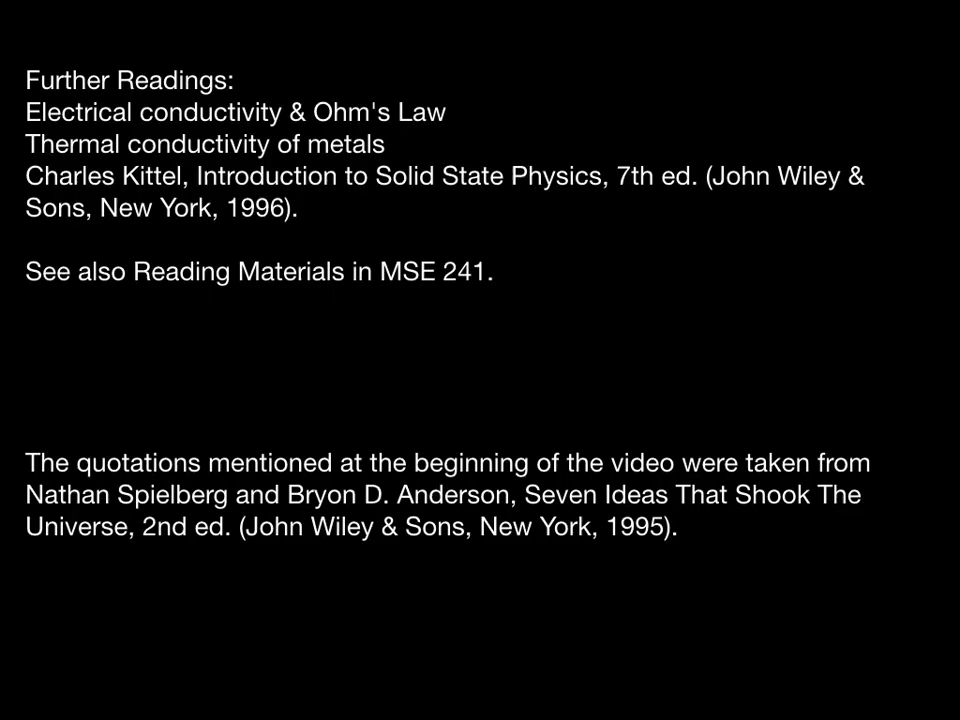 Further Readings:
Electrical conductivity & Ohm's Law
Thermal conductivity of metals
Charles Kittel, Introduction to Solid State Physics, 7th ed. (John Wiley &
Sons, New York, 1996).
See also Reading Materials in MSE 241.
The quotations mentioned at the beginning of the video were taken from
Nathan Spielberg and Bryon D. Anderson, Seven Ideas That Shook The
Universe, 2nd ed. (John Wiley & Sons, New York, 1995).